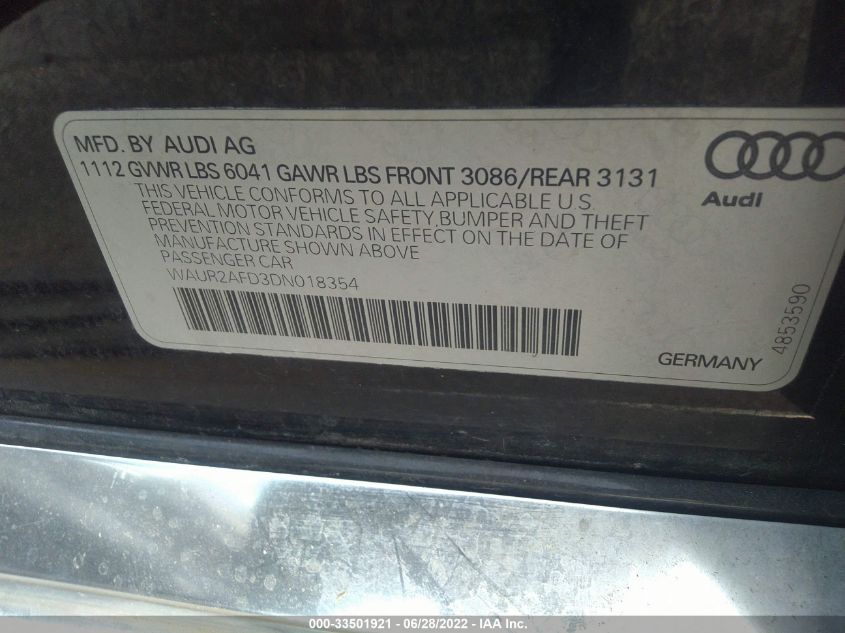 MFD. BY AUDI AG
1112 GVWR LBS 6041 GAWR LBS FRONT 3086/REAR 3131
THIS VEHICLE CONFORMS TO ALL APPLICABLE U.S.
FEDERAL MOTOR VEHICLE SAFETY,BUMPER AND THEFT
PREVENTION STANDARDS IN EFFECT ON THE DATE OF
MANUFACTURE SHOWN ABOVE
PASSENGER CAR
WAUR2AFD3DN018354
Audi
4853590
GERMANY
000-33501921 - 06/28/2022 - IAA Inc.